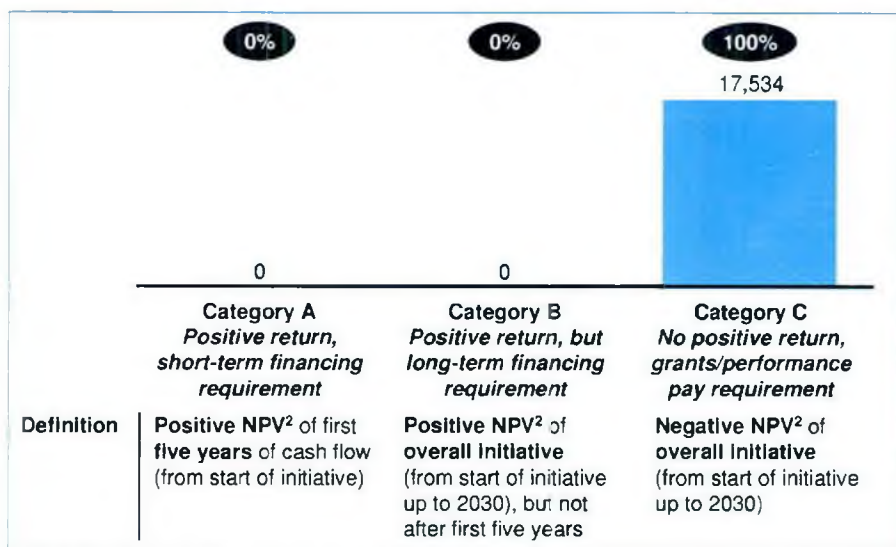 0%
0%
100%
17,534
0
0
Category A
Positive return,
short-term financing
requirement
Category B
Positive return, but
long-term financing
requirement
Category C
No positive return,
grants/performance
pay requirement
Definition
Positive NPV² of first
five years of cash flow
(from start of initiative)
Positive NPV² of
overall initiative
(from start of initiative
up to 2030), but not
after first five years
Negative NPV² of
overall initiative
(from start of initiative
up to 2030)